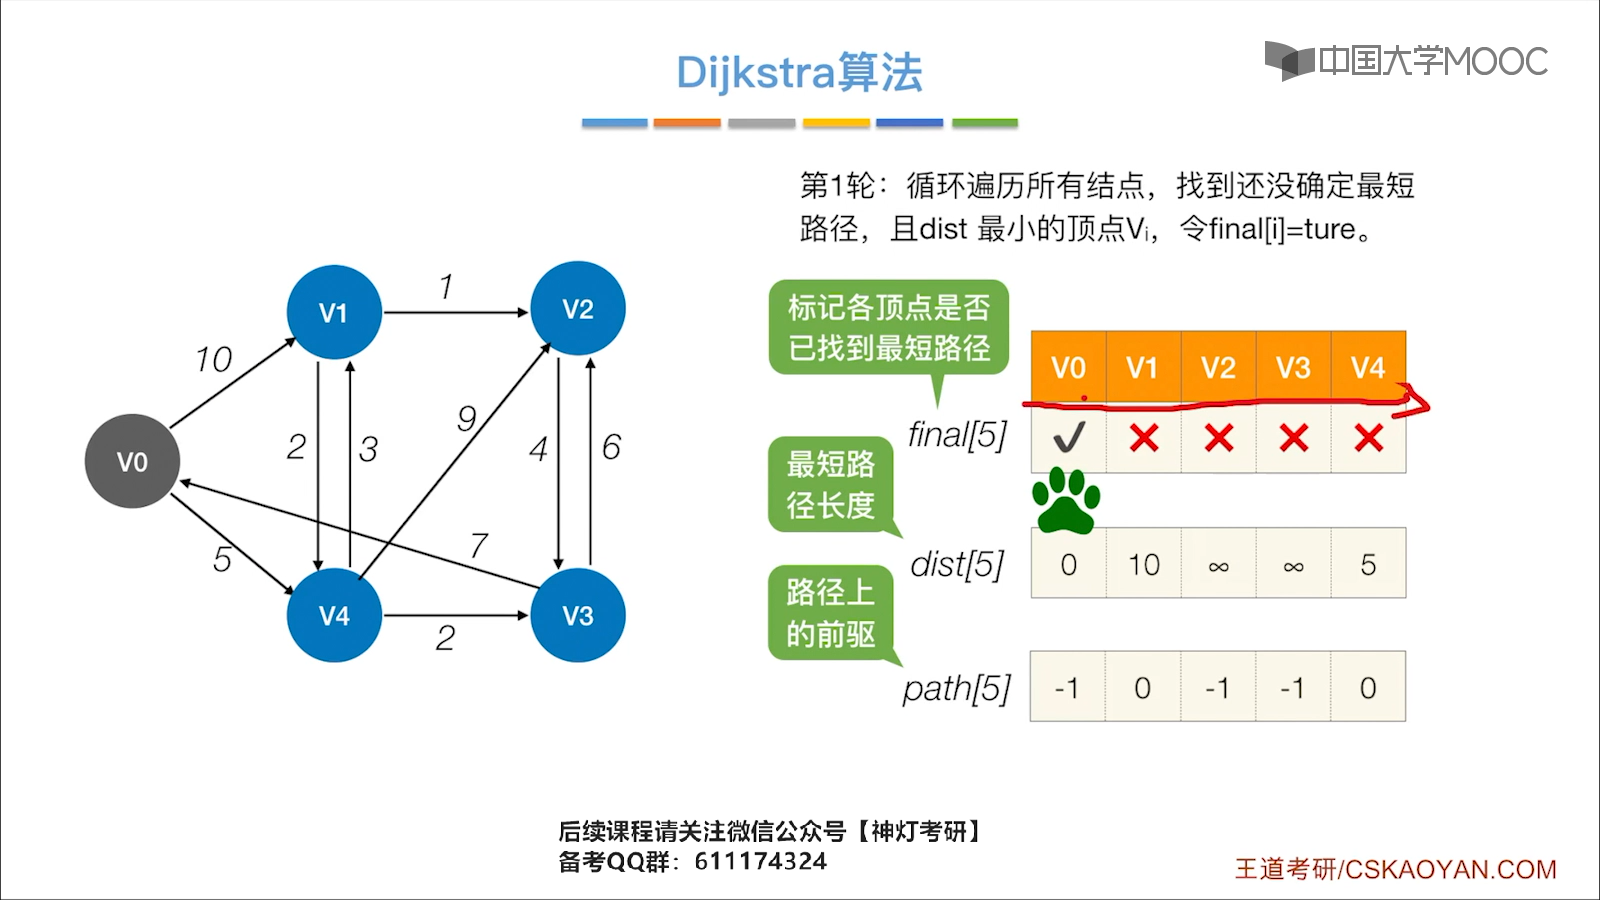 Dijkstra算法
中国大学MOOC
第1轮：循环遍历所有结点，找到还没确定最短
路径，且dist 最小的顶点Vi，令final[i]=ture。
V1
1
V2
10
9
2
3
4
6
V0
5
7
V4
2
V3
标记各顶点是否
已找到最短路径
V0 V1 V2 V3 V4
final[5]
最短路
径长度
dist[5] 0 10 ∞ ∞ 5
路径上
的前驱
path[5] -1 0 -1 -1 0
后续课程请关注微信公众号【神灯考研】
备考QQ群：611174324
王道考研/CSKAOYAN.COM